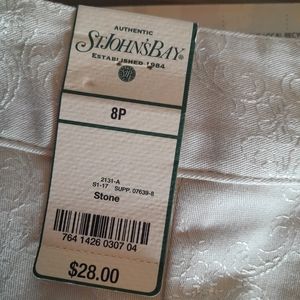 AUTHENTIC
ST.JOHN'S BAY®
ESTABLISHED 1984
8P
2131-A
S1-17 SUPP. 07639-8
Stone
764 1426 0307 04
$28.00